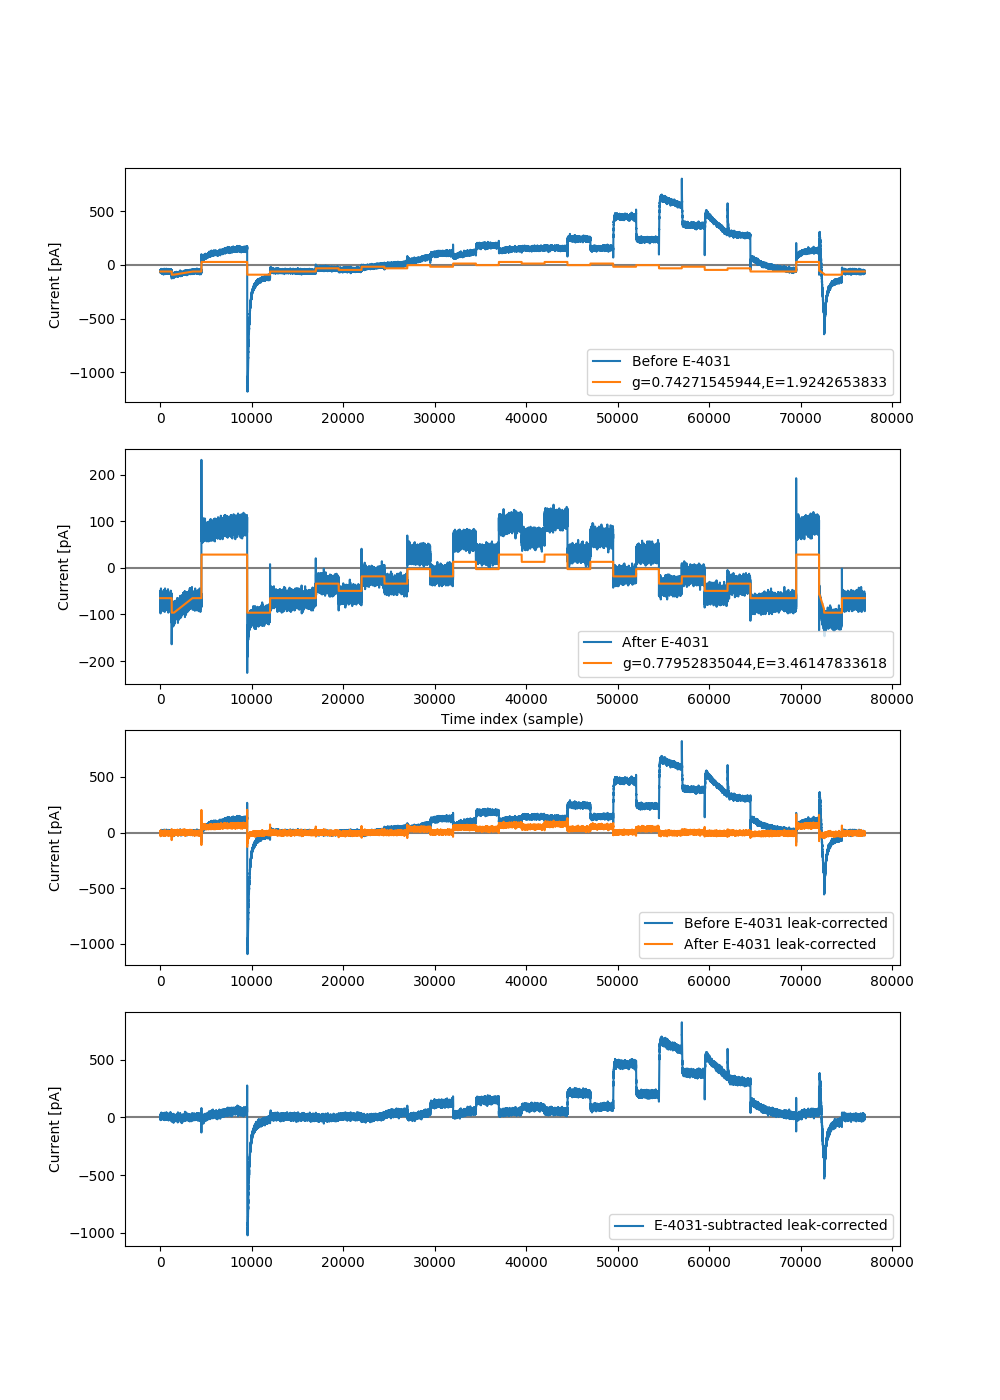 500
0
−500
−1000
Current [pA]
Before E-4031
g=0.74271545944,E=1.9242653833
0 10000 20000 30000 40000 50000 60000 70000 80000
200
100
0
−100
−200
Current [pA]
After E-4031
g=0.77952835044,E=3.46147833618
0 10000 20000 30000 40000 50000 60000 70000 80000
Time index (sample)
500
0
−500
−1000
Current [pA]
Before E-4031 leak-corrected
After E-4031 leak-corrected
0 10000 20000 30000 40000 50000 60000 70000 80000
500
0
−500
−1000
Current [pA]
E-4031-subtracted leak-corrected
0 10000 20000 30000 40000 50000 60000 70000 80000